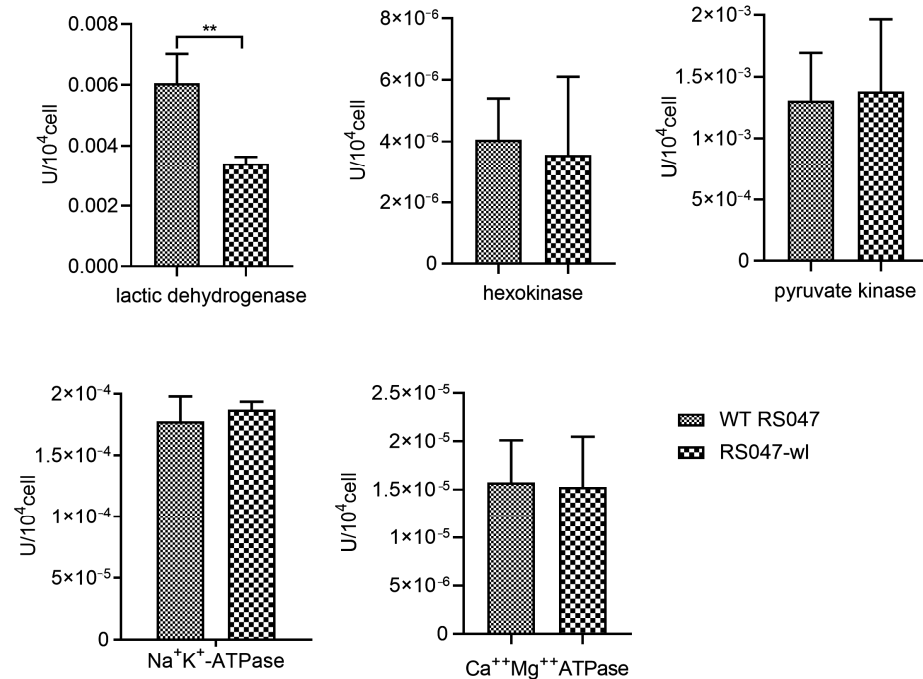 0.008
0.006
0.004
0.002
0.000
U/10⁴cell
**
lactic dehydrogenase
8×10⁻⁶
6×10⁻⁶
4×10⁻⁶
2×10⁻⁶
0
U/10⁴cell
hexokinase
2×10⁻³
1.5×10⁻³
1×10⁻³
5×10⁻⁴
0
U/10⁴cell
pyruvate kinase
2×10⁻⁴
1.5×10⁻⁴
1×10⁻⁴
5×10⁻⁵
0
U/10⁴cell
Na⁺K⁺-ATPase
2.5×10⁻⁵
2×10⁻⁵
1.5×10⁻⁵
1×10⁻⁵
5×10⁻⁶
0
U/10⁴cell
Ca⁺⁺Mg⁺⁺ATPase
WT RS047
RS047-wl